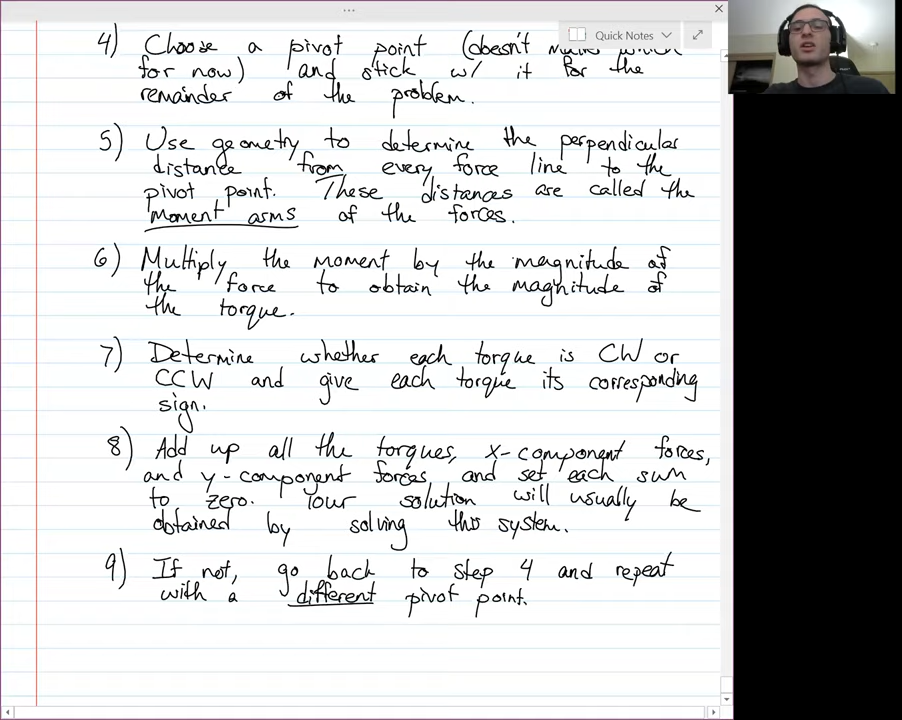 Quick Notes
4) Choose a pivot point (doesn't
for now) and stick w/ it for the
remainder of the problem.
5) Use geometry to determine the perpendicular
distance from every force line to the
pivot point. These distances are called the
moment arms of the forces.
6) Multiply the moment by the magnitude of
the force to obtain the magnitude of
the torque.
7) Determine whether each torque is CW or
CCW and give each torque its corresponding
sign.
8) Add up all the torques, x-component forces,
and y-component forces, and set each sum
to zero. Your solution will usually be
obtained by solving this system.
9) If not, go back to step 4 and repeat
with a different pivot point.